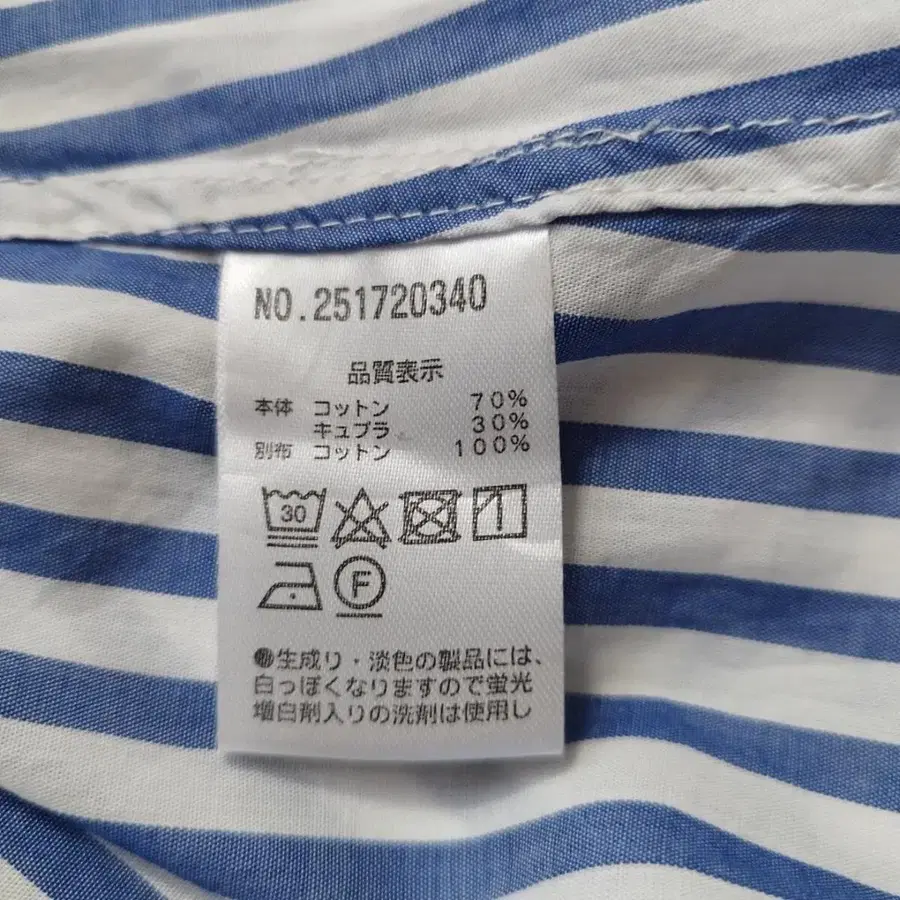 NO.251720340
品質表示
本体 コットン 70%
キュプラ 30%
別布 コットン 100%
30
F
●生成り・淡色の製品には、
白っぽくなりますので蛍光
増白剤入りの洗剤は使用し